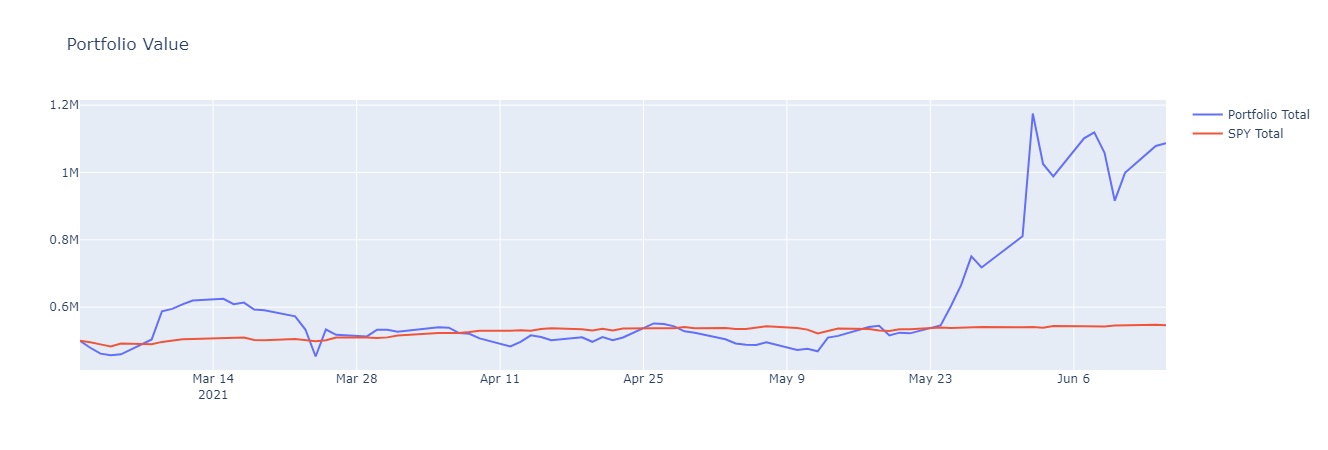 Portfolio Value
1.2M
1M
0.8M
0.6M
Mar 14
2021
Mar 28
Apr 11
Apr 25
May 9
May 23
Jun 6
Portfolio Total
SPY Total